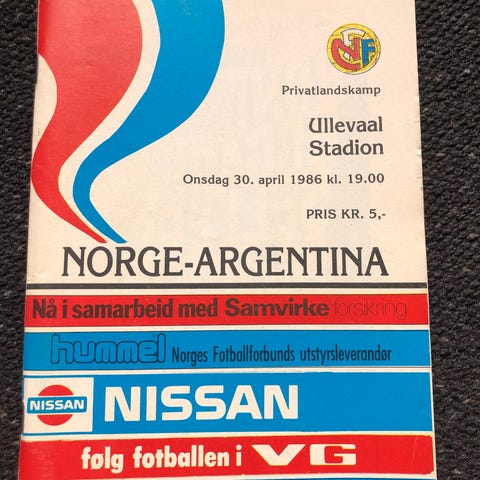 NFF
Privatlandskamp
Ullevaal
Stadion
Onsdag 30. april 1986 kl. 19.00
PRIS KR. 5,-
NORGE-ARGENTINA
Nå i samarbeid med Samvirke forsikring
hummel Norges Fotballforbunds utstyrsleverandør
NISSAN NISSAN
følg fotballen i VG